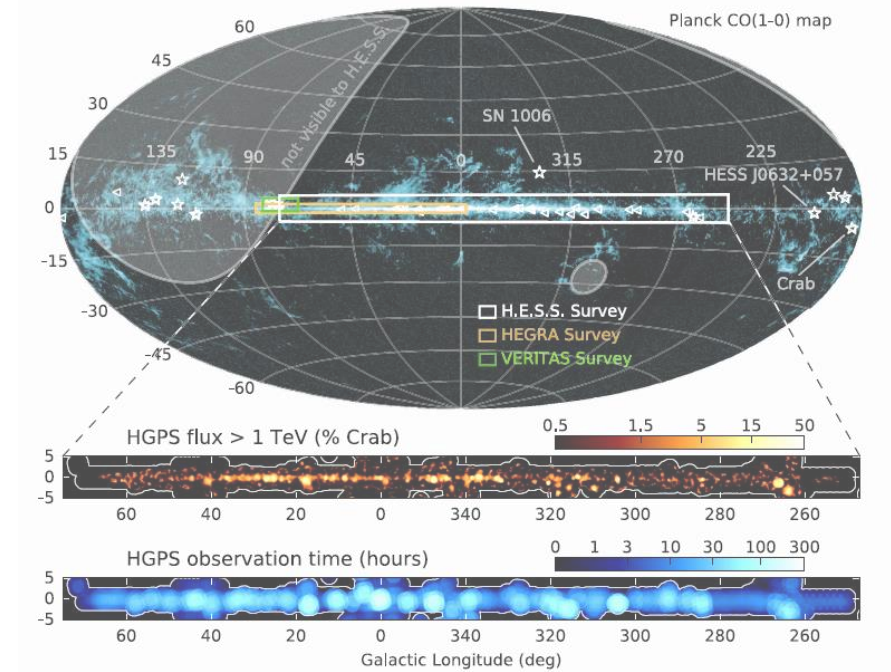 Planck CO(1-0) map
60
45
30
15
0
-15
-30
-45
-60
135 90 45 0 315 270 225
not visible to H.E.S.S.
SN 1006
HESS J0632+057
Crab
H.E.S.S. Survey
HEGRA Survey
VERITAS Survey
HGPS flux > 1 TeV (% Crab)
0.5 1.5 5 15 50
5
0
-5
60 40 20 0 340 320 300 280 260
HGPS observation time (hours)
0 1 3 10 30 100 300
5
0
-5
60 40 20 0 340 320 300 280 260
Galactic Longitude (deg)